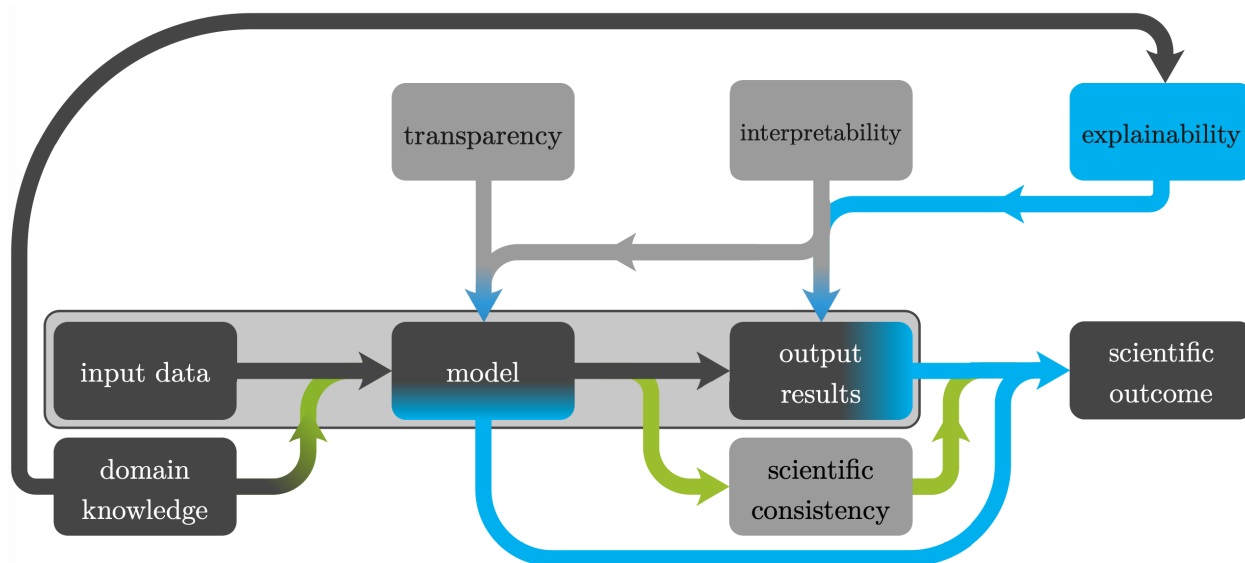 transparency
interpretability
explainability
input data
model
output
results
scientific
outcome
domain
knowledge
scientific
consistency